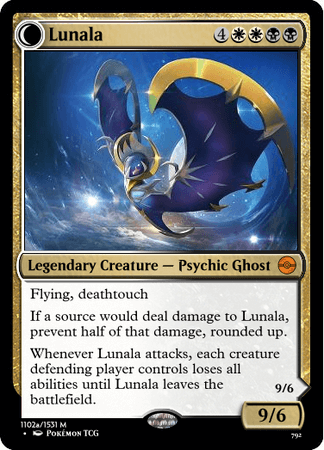 Lunala 4
Legendary Creature — Psychic Ghost
Flying, deathtouch
If a source would deal damage to Lunala,
prevent half of that damage, rounded up.
Whenever Lunala attacks, each creature
defending player controls loses all
abilities until Lunala leaves the
battlefield.
9/6
9/6
1102a/1531 M
• POKÉMON TCG
792